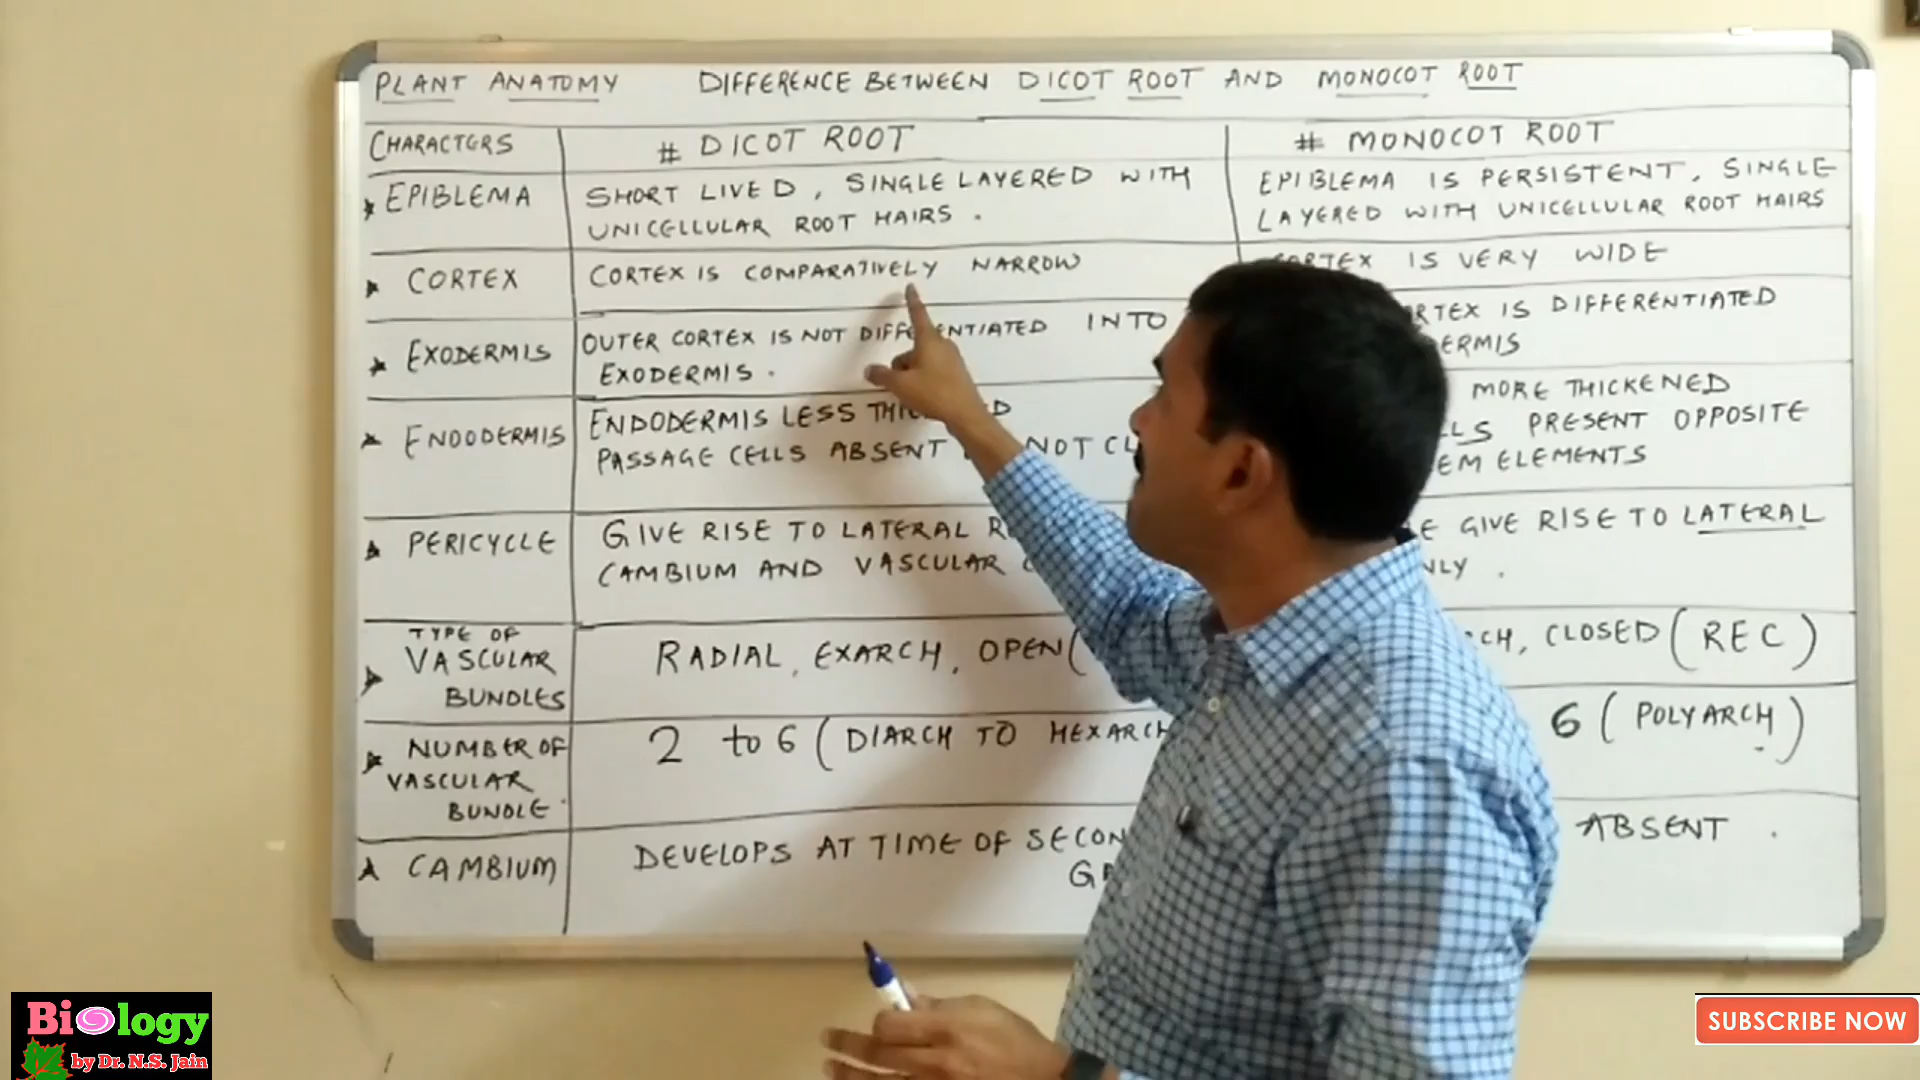 PLANT ANATOMY DIFFERENCE BETWEEN DICOT ROOT AND MONOCOT ROOT
CHARACTERS # DICOT ROOT # MONOCOT ROOT
EPIBLEMA
SHORT LIVED, SINGLE LAYERED WITH
UNICELLULAR ROOT HAIRS.
EPIBLEMA IS PERSISTENT, SINGLE
LAYERED WITH UNICELLULAR ROOT HAIRS
CORTEX
CORTEX IS COMPARATIVELY NARROW
IS VERY WIDE
EXODERMIS
OUTER CORTEX IS NOT INTO
EXODERMIS.
IS DIFFERENTIATED
ENDODERMIS
ENDODERMIS LESS
PASSAGE CELLS ABSENT NOT
MORE THICKENED
PRESENT OPPOSITE
ELEMENTS
PERICYCLE
GIVE RISE TO LATERAL
CAMBIUM AND VASCULAR
GIVE RISE TO LATERAL
TYPE OF
VASCULAR
BUNDLES
RADIAL, EXARCH, OPEN(
CLOSED (REC)
NUMBER OF
VASCULAR
BUNDLE.
2 to 6 (DIARCH TO HEXARCH
6 (POLYARCH)
CAMBIUM
DEVELOPS AT TIME OF
ABSENT.
Biology
by Dr. N.S. Jain
SUBSCRIBE NOW